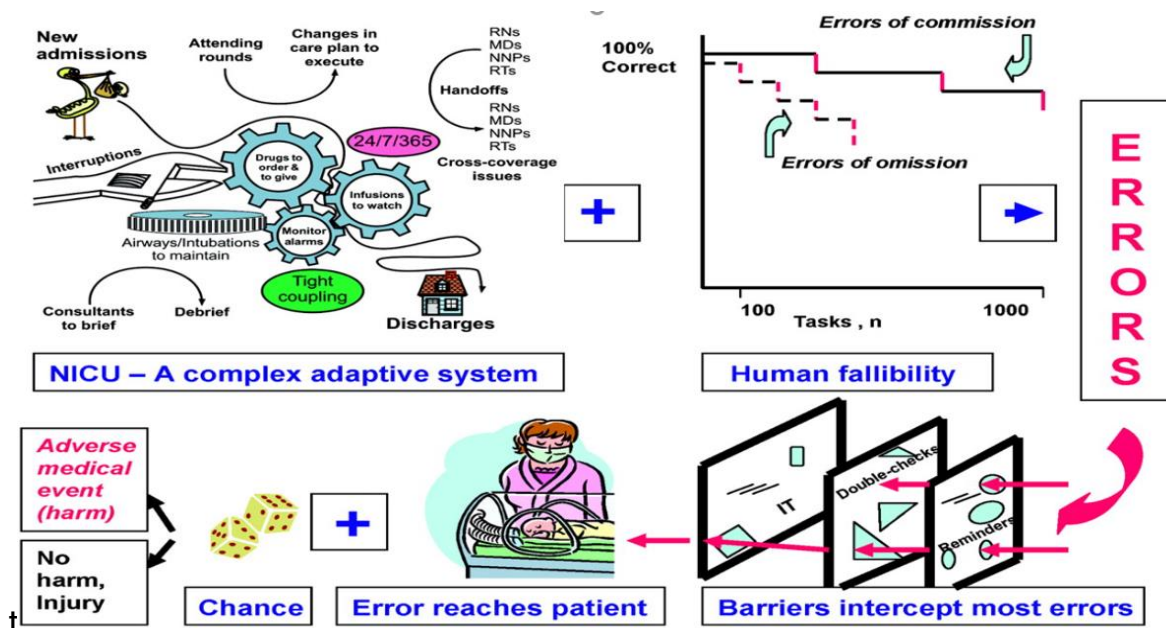 New
admissions
Attending
rounds
Changes in
care plan to
execute
RNs
MDs
NNPs
RTs
Handoffs
RNs
MDs
NNPs
RTs
Cross-coverage
issues
24/7/365
Interruptions
Drugs to
order &
to give
Infusions
to watch
Monitor
alarms
Airways/Intubations
to maintain
Tight
coupling
Consultants
to brief
Debrief
Discharges
NICU – A complex adaptive system
+
100%
Correct
Errors of commission
Errors of omission
100
Tasks , n
1000
Human fallibility
E
R
R
O
R
S
Adverse
medical
event
(harm)
No
harm,
Injury
Chance
+
Error reaches patient
IT
Double-checks
Reminders
Barriers intercept most errors
t